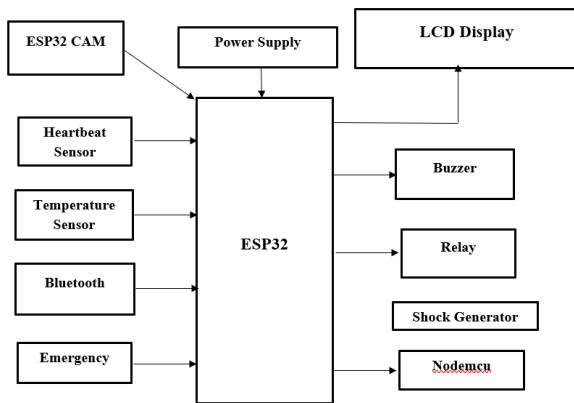 ESP32 CAM
Power Supply
LCD Display
Heartbeat
Sensor
Temperature
Sensor
Bluetooth
Emergency
ESP32
Buzzer
Relay
Shock Generator
Nodemcu